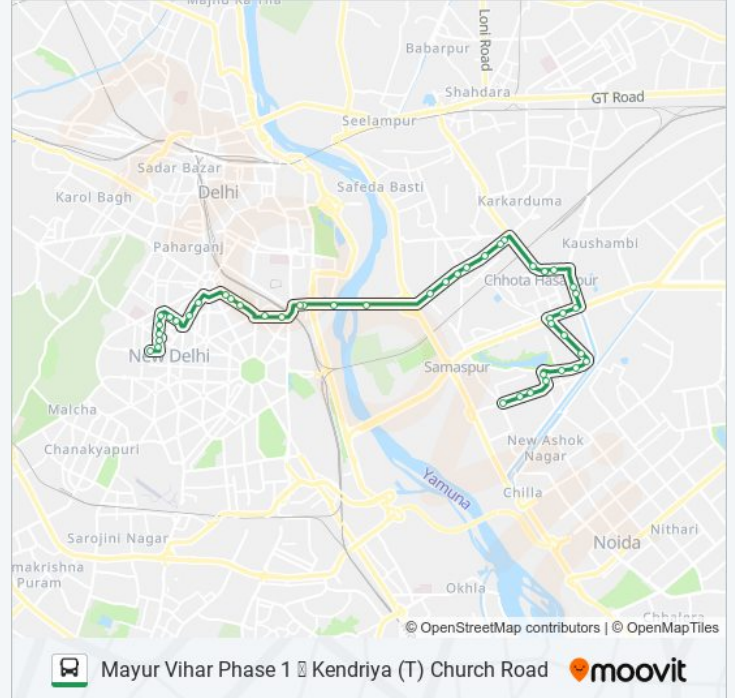 Majnu Ka Tila
Loni Road
Babarpur
Shahdara
GT Road
Seelampur
Sadar Bazar
Delhi
Safeda Basti
Karol Bagh
Karkarduma
Paharganj
Kaushambi
Chhota Hasanpur
New Delhi
Samaspur
Malcha
Chanakyapuri
New Ashok
Nagar
Yamuna
Chilla
Sarojini Nagar
Nithari
Noida
makrishna
Puram
Okhla
Chhalera
© OpenStreetMap contributors | © OpenMapTiles
Mayur Vihar Phase 1 Kendriya (T) Church Road
moovit